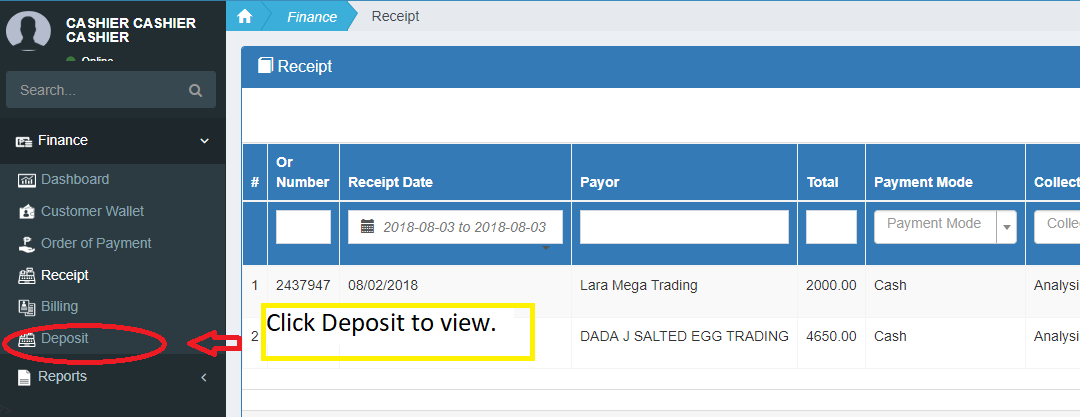 CASHIER CASHIER
CASHIER
Online
Search...
Finance
Dashboard
Customer Wallet
Order of Payment
Receipt
Billing
Deposit
Reports
Finance Receipt
Receipt
# Or Number Receipt Date Payor Total Payment Mode Collect
2018-08-03 to 2018-08-03 Payment Mode Colle
1 2437947 08/02/2018 Lara Mega Trading 2000.00 Cash Analysi
Click Deposit to view.
2 DADA J SALTED EGG TRADING 4650.00 Cash Analysi